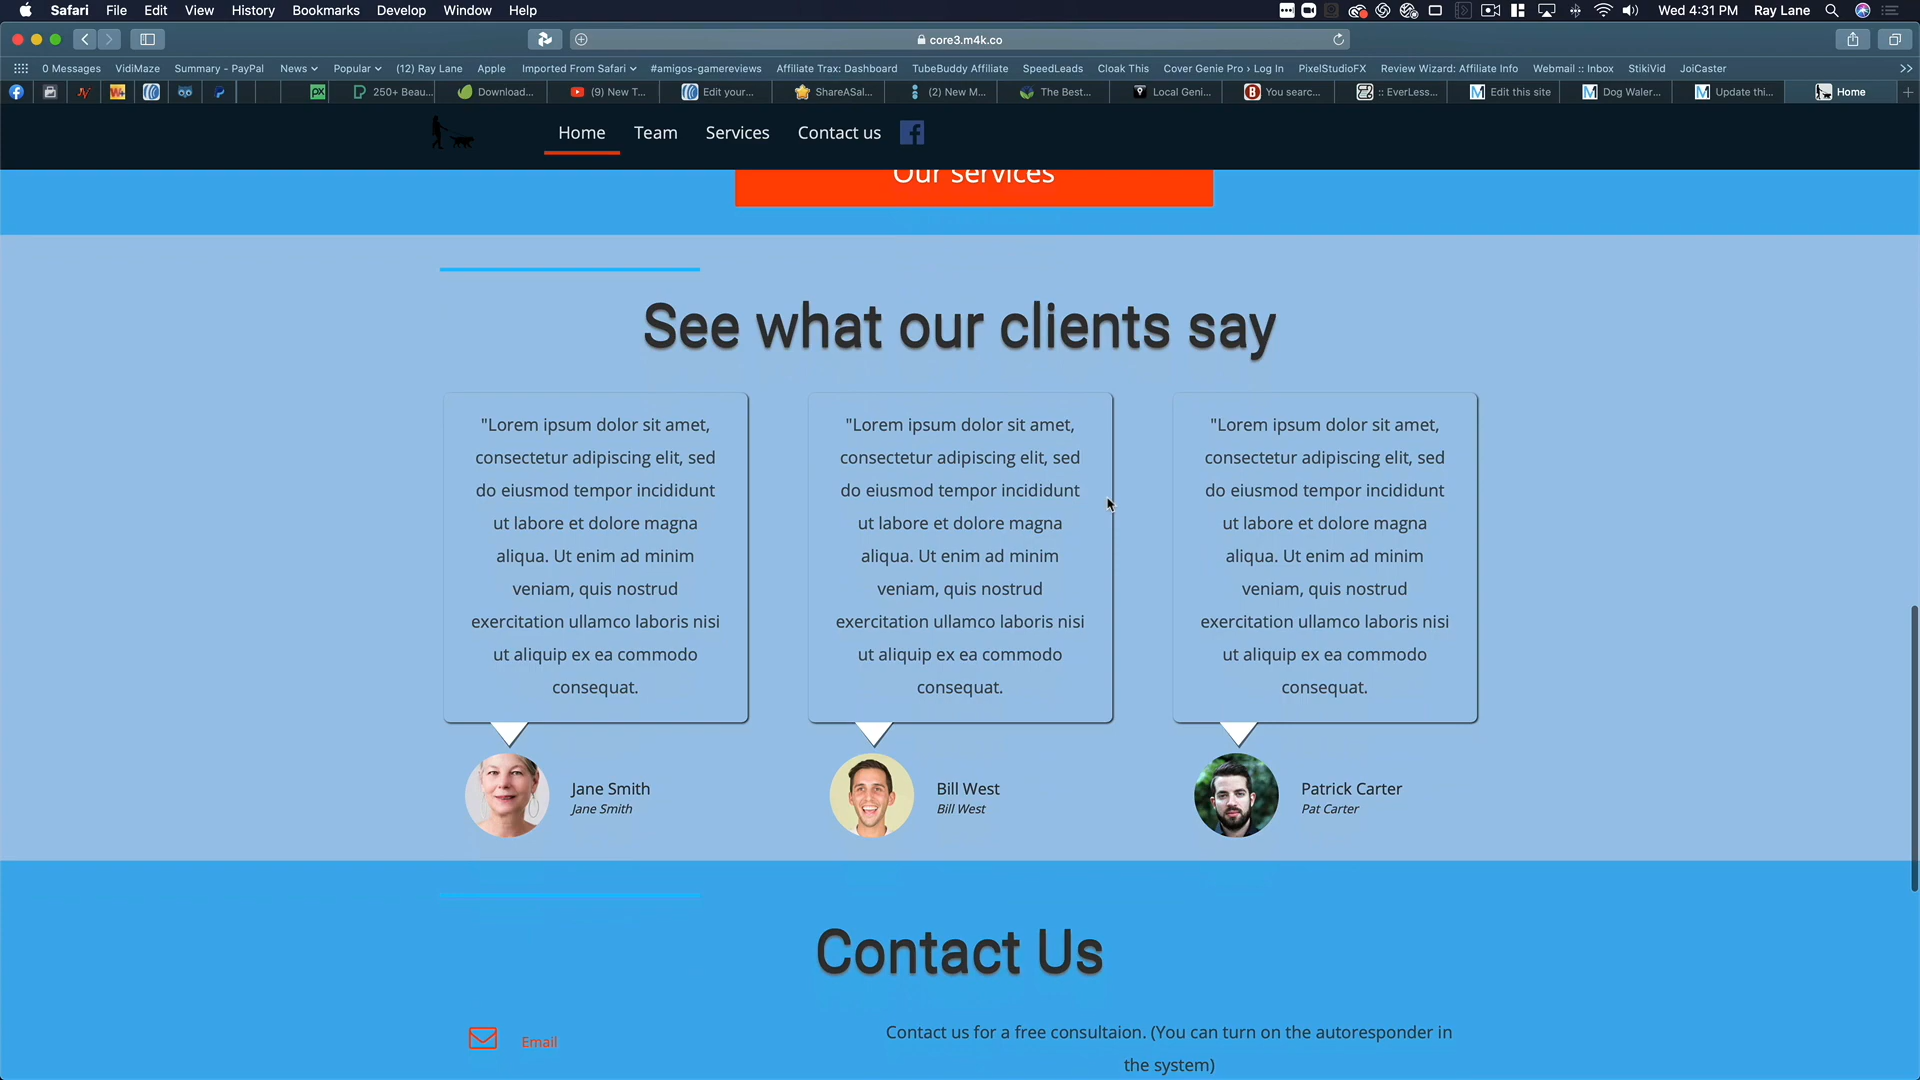 Safari File Edit View History Bookmarks Develop Window Help Wed 4:31 PM Ray Lane
core3.m4k.co
0 Messages VidiMaze Summary - PayPal News Popular (12) Ray Lane Apple Imported From Safari #amigos-gamereviews Affiliate Trax: Dashboard TubeBuddy Affiliate SpeedLeads Cloak This Cover Genie Pro › Log In PixelStudioFX Review Wizard: Affiliate Info Webmail :: Inbox StikiVid JoiCaster
250+ Beau... Download... (9) New T... Edit your... ShareASal... (2) New M... The Best... Local Geni... You searc... :: EverLess... Edit this site Dog Waler... Update thi... Home
Home Team Services Contact us
Our services
See what our clients say
"Lorem ipsum dolor sit amet,
consectetur adipiscing elit, sed
do eiusmod tempor incididunt
ut labore et dolore magna
aliqua. Ut enim ad minim
veniam, quis nostrud
exercitation ullamco laboris nisi
ut aliquip ex ea commodo
consequat.
Jane Smith
Jane Smith
"Lorem ipsum dolor sit amet,
consectetur adipiscing elit, sed
do eiusmod tempor incididunt
ut labore et dolore magna
aliqua. Ut enim ad minim
veniam, quis nostrud
exercitation ullamco laboris nisi
ut aliquip ex ea commodo
consequat.
Bill West
Bill West
"Lorem ipsum dolor sit amet,
consectetur adipiscing elit, sed
do eiusmod tempor incididunt
ut labore et dolore magna
aliqua. Ut enim ad minim
veniam, quis nostrud
exercitation ullamco laboris nisi
ut aliquip ex ea commodo
consequat.
Patrick Carter
Pat Carter
Contact Us
Email
Contact us for a free consultaion. (You can turn on the autoresponder in
the system)